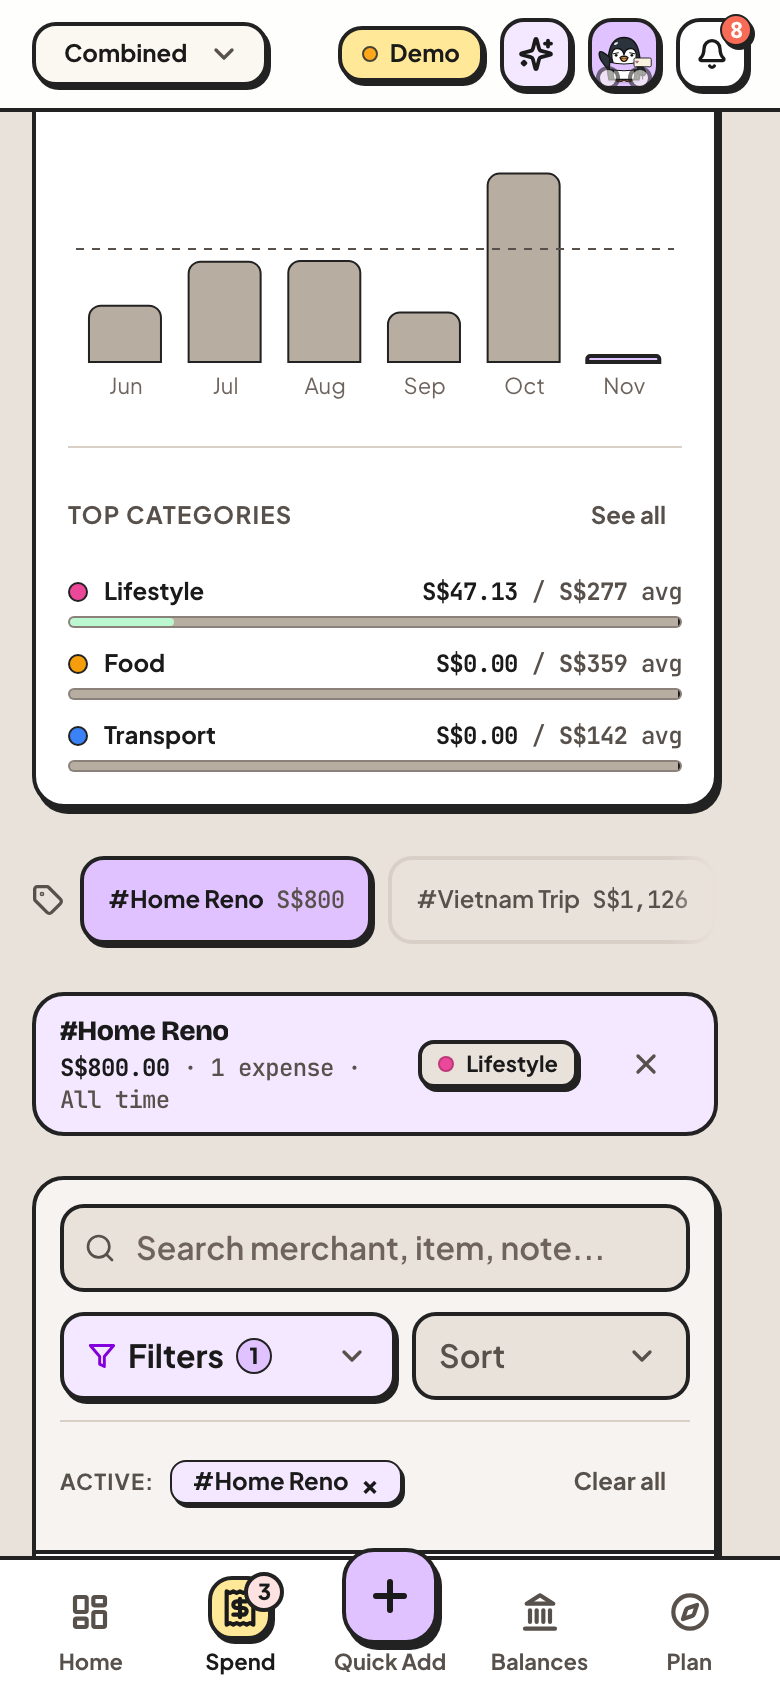 Combined
Demo
8
Jun Jul Aug Sep Oct Nov
TOP CATEGORIES See all
Lifestyle S$47.13 / S$277 avg
Food S$0.00 / S$359 avg
Transport S$0.00 / S$142 avg
#Home Reno S$800
#Vietnam Trip S$1,126
#Home Reno
S$800.00 · 1 expense ·
All time
Lifestyle
Search merchant, item, note...
Filters 1
Sort
ACTIVE: #Home Reno × Clear all
3
Home Spend Quick Add Balances Plan